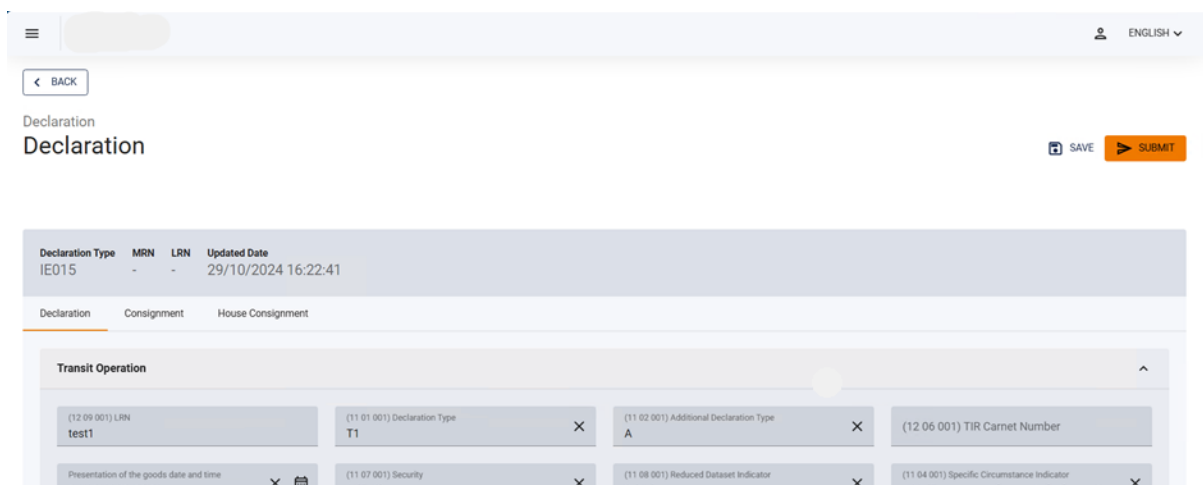 ENGLISH
BACK
Declaration
Declaration
SAVE SUBMIT
Declaration Type MRN LRN Updated Date
IE015 - - 29/10/2024 16:22:41
Declaration Consignment House Consignment
Transit Operation
(12 09 001) LRN (11 01 001) Declaration Type (11 02 001) Additional Declaration Type (12 06 001) TIR Carnet Number
test1 T1 A
Presentation of the goods date and time (11 07 001) Security (11 08 001) Reduced Dataset Indicator (11 04 001) Specific Circumstance Indicator